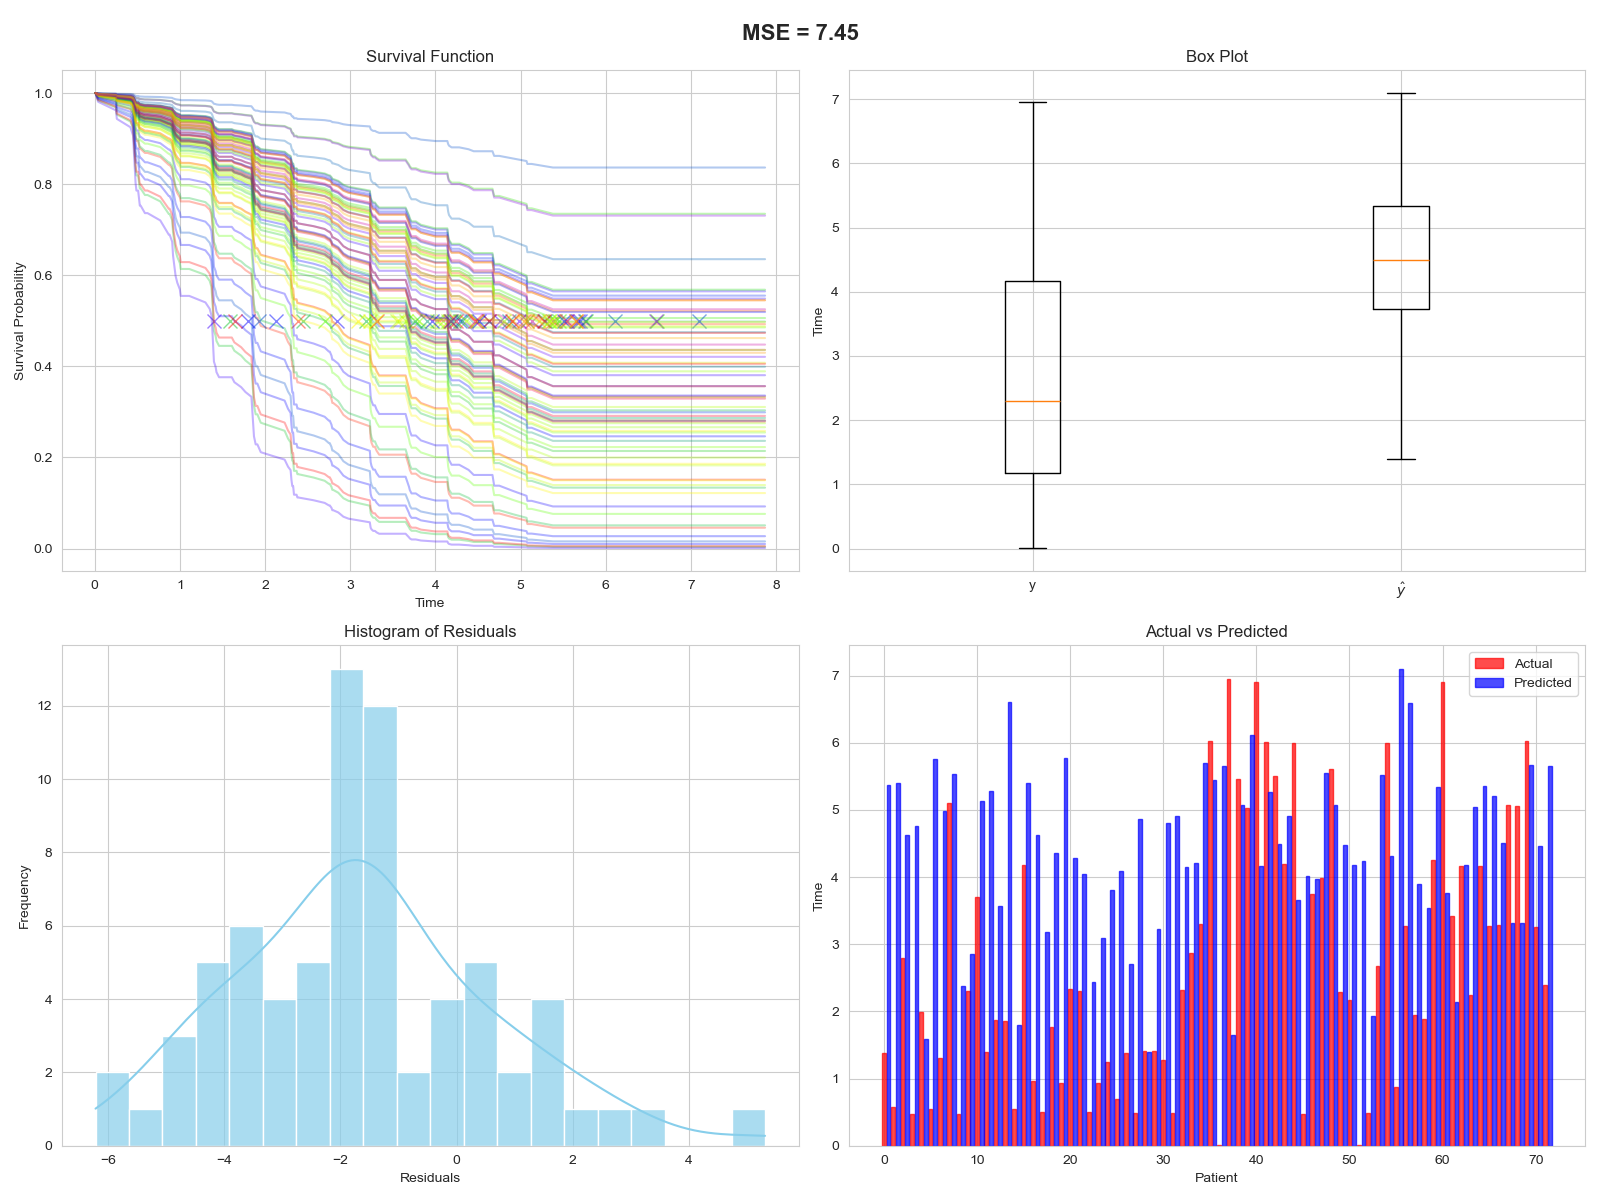 MSE = 7.45
Survival Function
Survival Probability
1.0
0.8
0.6
0.4
0.2
0.0
0 1 2 3 4 5 6 7 8
Time
Box Plot
Time
7
6
5
4
3
2
1
0
y ŷ
Histogram of Residuals
Frequency
12
10
8
6
4
2
0
−6 −4 −2 0 2 4
Residuals
Actual vs Predicted
Time
7
6
5
4
3
2
1
0
Actual
Predicted
0 10 20 30 40 50 60 70
Patient